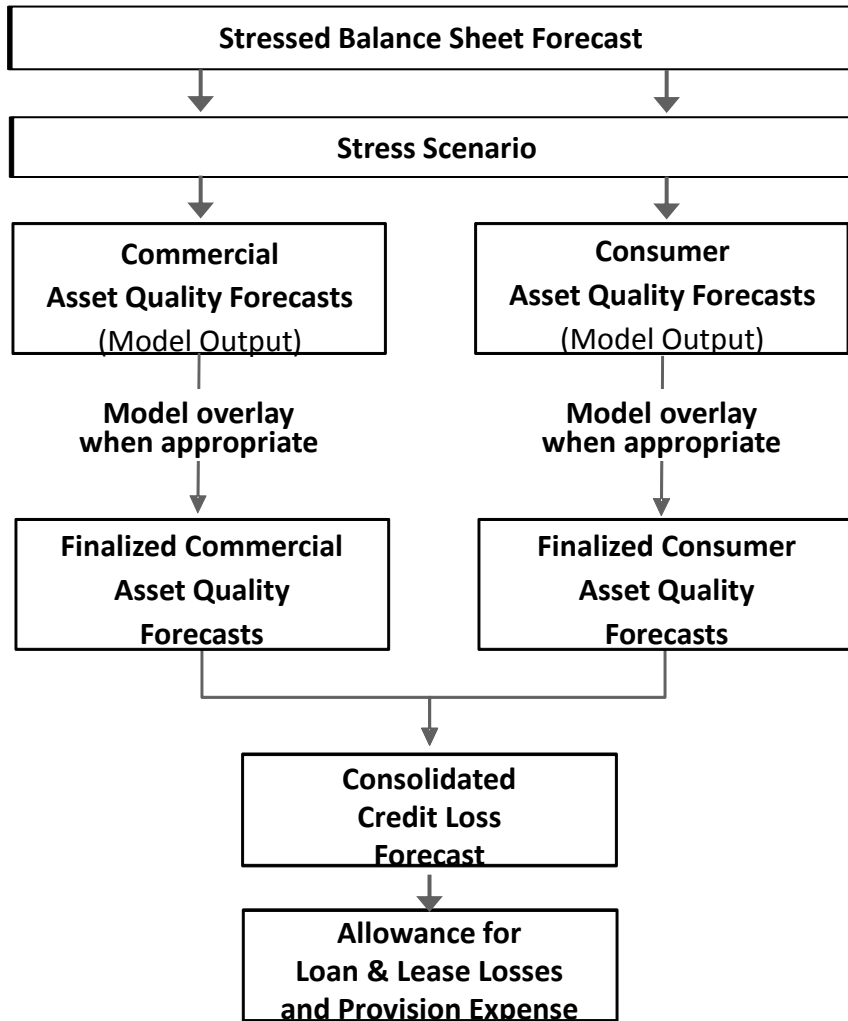 Stressed Balance Sheet Forecast
Stress Scenario
Commercial
Asset Quality Forecasts
(Model Output)
Consumer
Asset Quality Forecasts
(Model Output)
Model overlay
when appropriate
Model overlay
when appropriate
Finalized Commercial
Asset Quality
Forecasts
Finalized Consumer
Asset Quality
Forecasts
Consolidated
Credit Loss
Forecast
Allowance for
Loan & Lease Losses
and Provision Expense